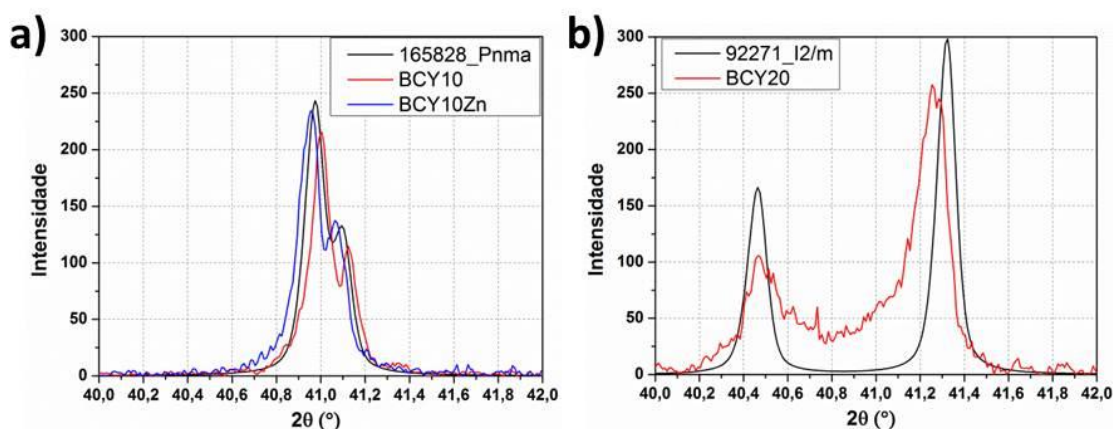 a)
300
250
200
150
100
50
0
Intensidade
165828_Pnma
BCY10
BCY10Zn
40,0 40,2 40,4 40,6 40,8 41,0 41,2 41,4 41,6 41,8 42,0
2θ (°)
b)
300
250
200
150
100
50
0
Intensidade
92271_I2/m
BCY20
40,0 40,2 40,4 40,6 40,8 41,0 41,2 41,4 41,6 41,8 42,0
2θ (°)